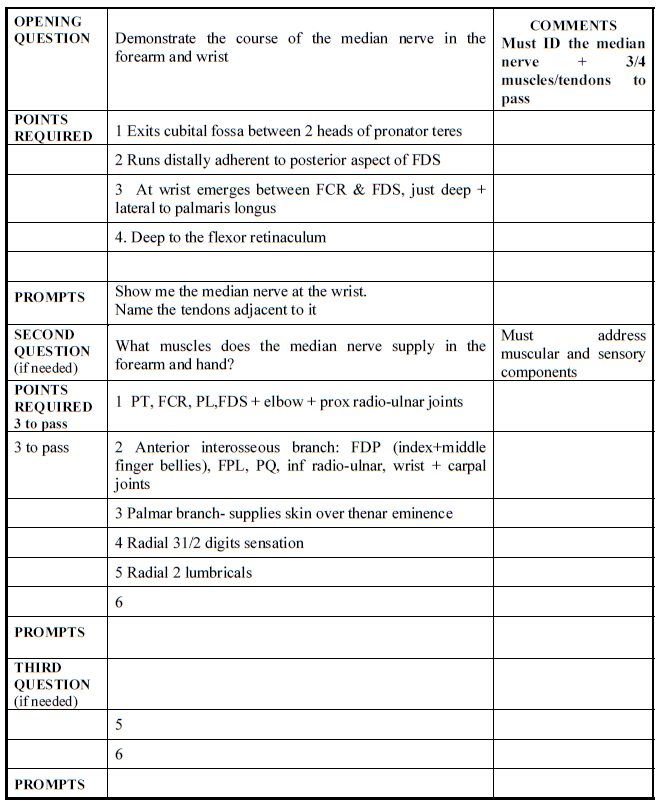 OPENING
QUESTION
Demonstrate the course of the median nerve in the
forearm and wrist
COMMENTS
Must ID the median
nerve + 3/4
muscles/tendons to
pass
POINTS
REQUIRED
1 Exits cubital fossa between 2 heads of pronator teres
2 Runs distally adherent to posterior aspect of FDS
3 At wrist emerges between FCR & FDS, just deep +
lateral to palmaris longus
4. Deep to the flexor retinaculum
PROMPTS
Show me the median nerve at the wrist.
Name the tendons adjacent to it
SECOND
QUESTION
(if needed)
What muscles does the median nerve supply in the
forearm and hand?
Must address
muscular and sensory
components
POINTS
REQUIRED
3 to pass
1 PT, FCR, PL,FDS + elbow + prox radio-ulnar joints
3 to pass
2 Anterior interosseous branch: FDP (index+middle
finger bellies), FPL, PQ, inf radio-ulnar, wrist + carpal
joints
3 Palmar branch- supplies skin over thenar eminence
4 Radial 31/2 digits sensation
5 Radial 2 lumbricals
6
PROMPTS
THIRD
QUESTION
(if needed)
5
6
PROMPTS